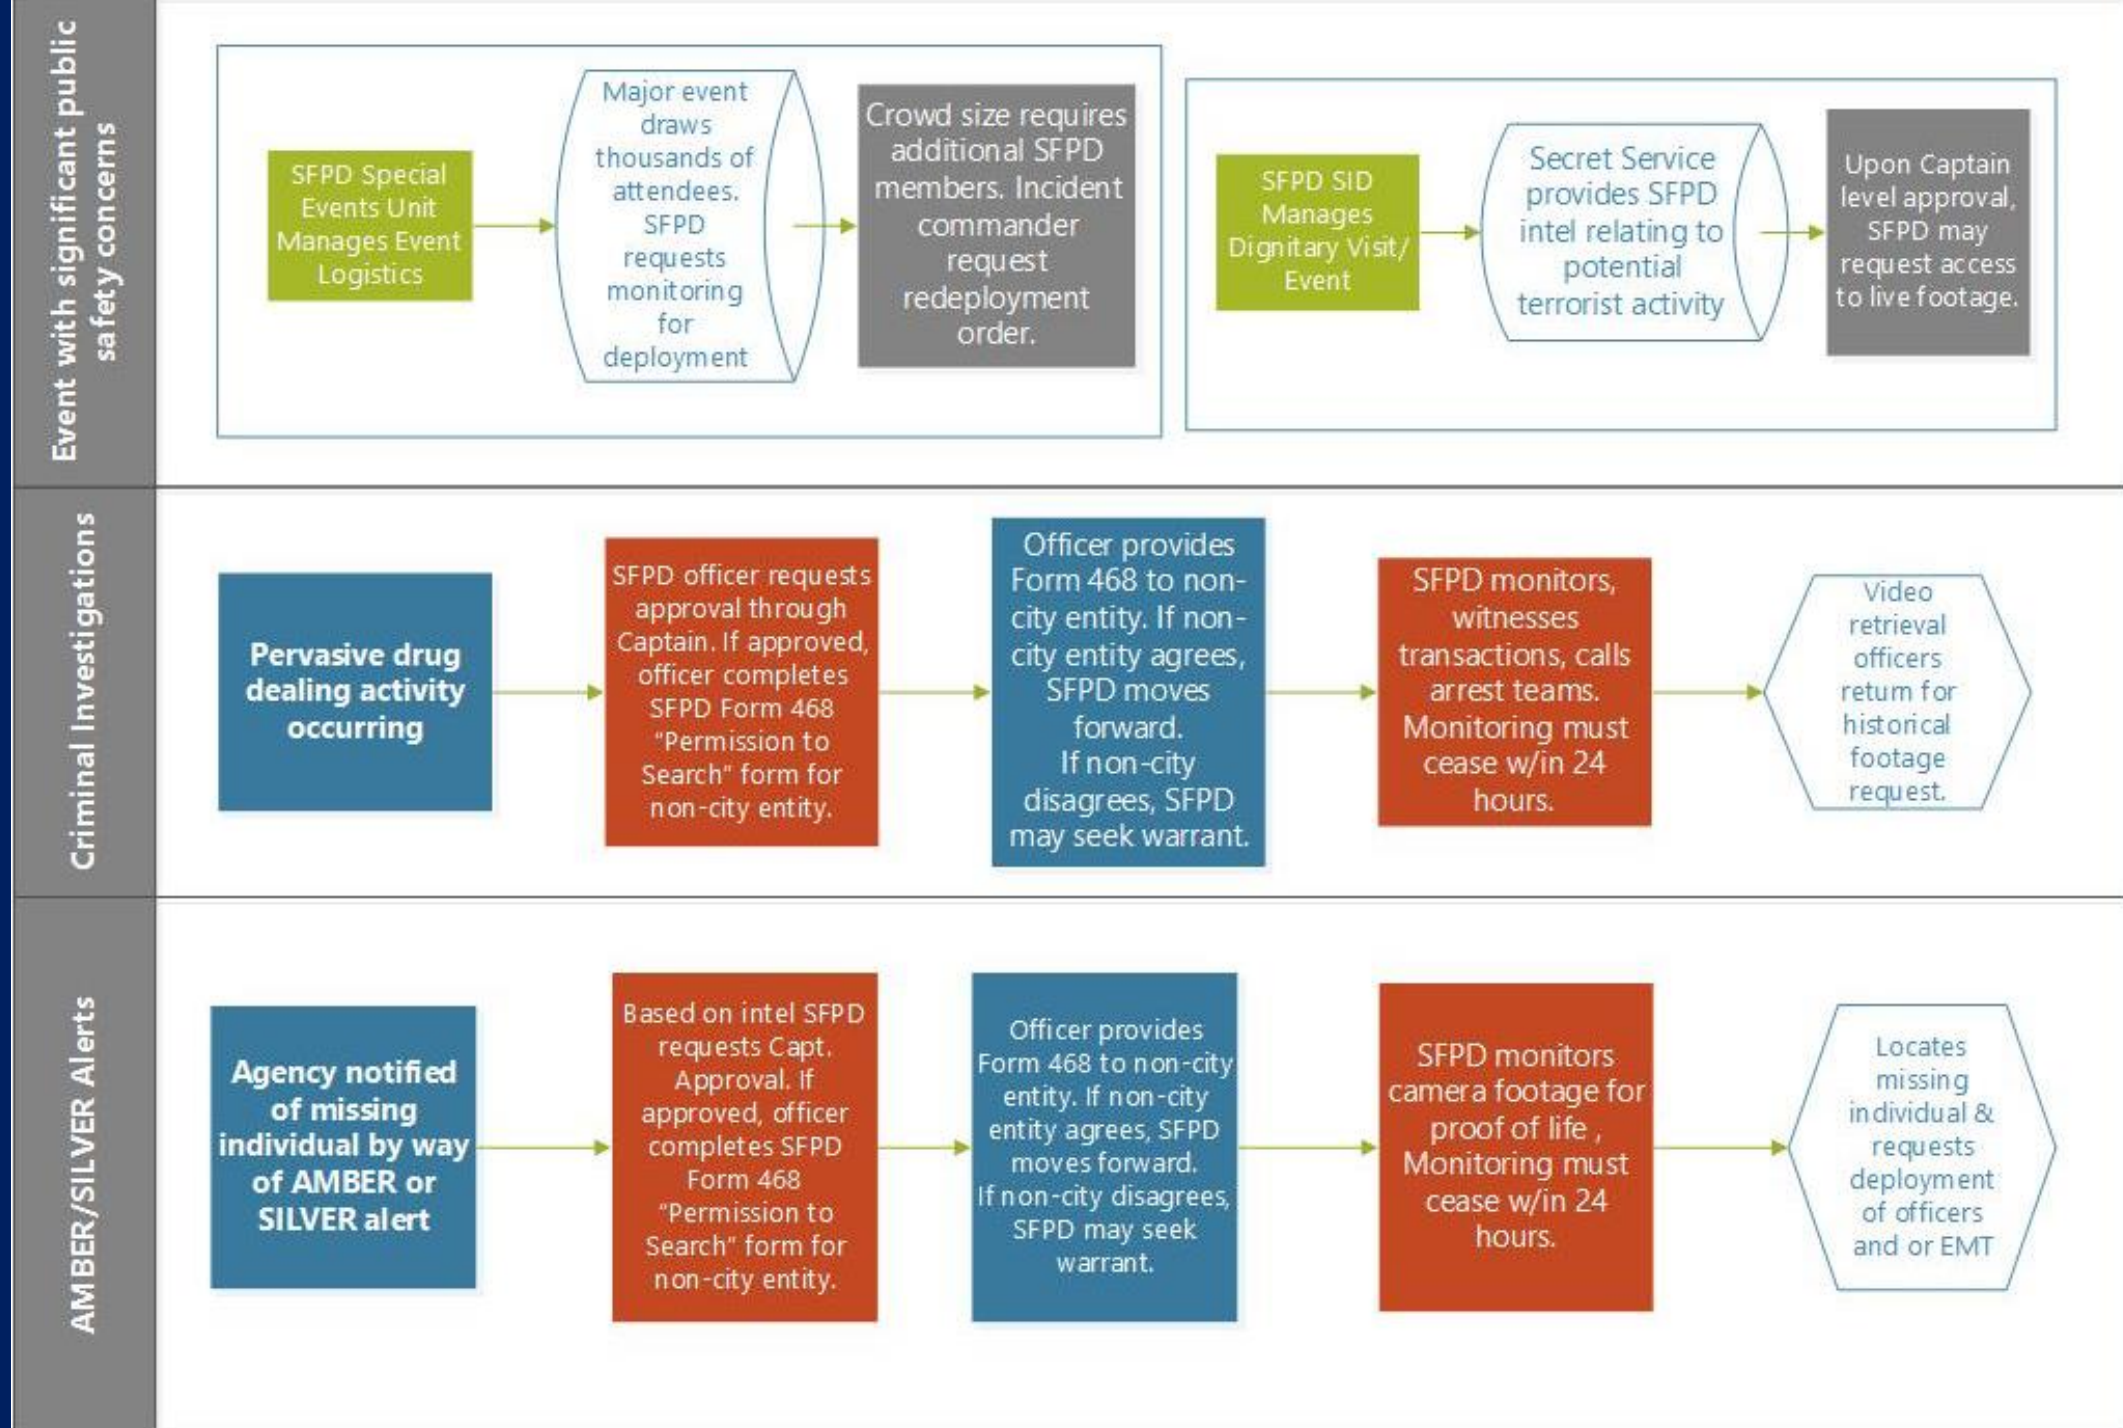 Event with significant public
safety concerns
SFPD Special
Events Unit
Manages Event
Logistics
Major event
draws
thousands of
attendees.
SFPD
requests
monitoring
for
deployment
Crowd size requires
additional SFPD
members. Incident
commander
request
redeployment
order.
SFPD SID
Manages
Dignitary Visit/
Event
Secret Service
provides SFPD
intel relating to
potential
terrorist activity
Upon Captain
level approval,
SFPD may
request access
to live footage.
Criminal Investigations
Pervasive drug
dealing activity
occurring
SFPD officer requests
approval through
Captain. If approved,
officer completes
SFPD Form 468
"Permission to
Search" form for
non-city entity.
Officer provides
Form 468 to non-
city entity. If non-
city entity agrees,
SFPD moves
forward.
If non-city
disagrees, SFPD
may seek warrant.
SFPD monitors,
witnesses
transactions, calls
arrest teams.
Monitoring must
cease w/in 24
hours.
Video
retrieval
officers
return for
historical
footage
request.
AMBER/SILVER Alerts
Agency notified
of missing
individual by way
of AMBER or
SILVER alert
Based on intel SFPD
requests Capt.
Approval. If
approved, officer
completes SFPD
Form 468
"Permission to
Search" form for
non-city entity.
Officer provides
Form 468 to non-city
entity. If non-city
entity agrees, SFPD
moves forward.
If non-city disagrees,
SFPD may seek
warrant.
SFPD monitors
camera footage for
proof of life ,
Monitoring must
cease w/in 24
hours.
Locates
missing
individual &
requests
deployment
of officers
and or EMT